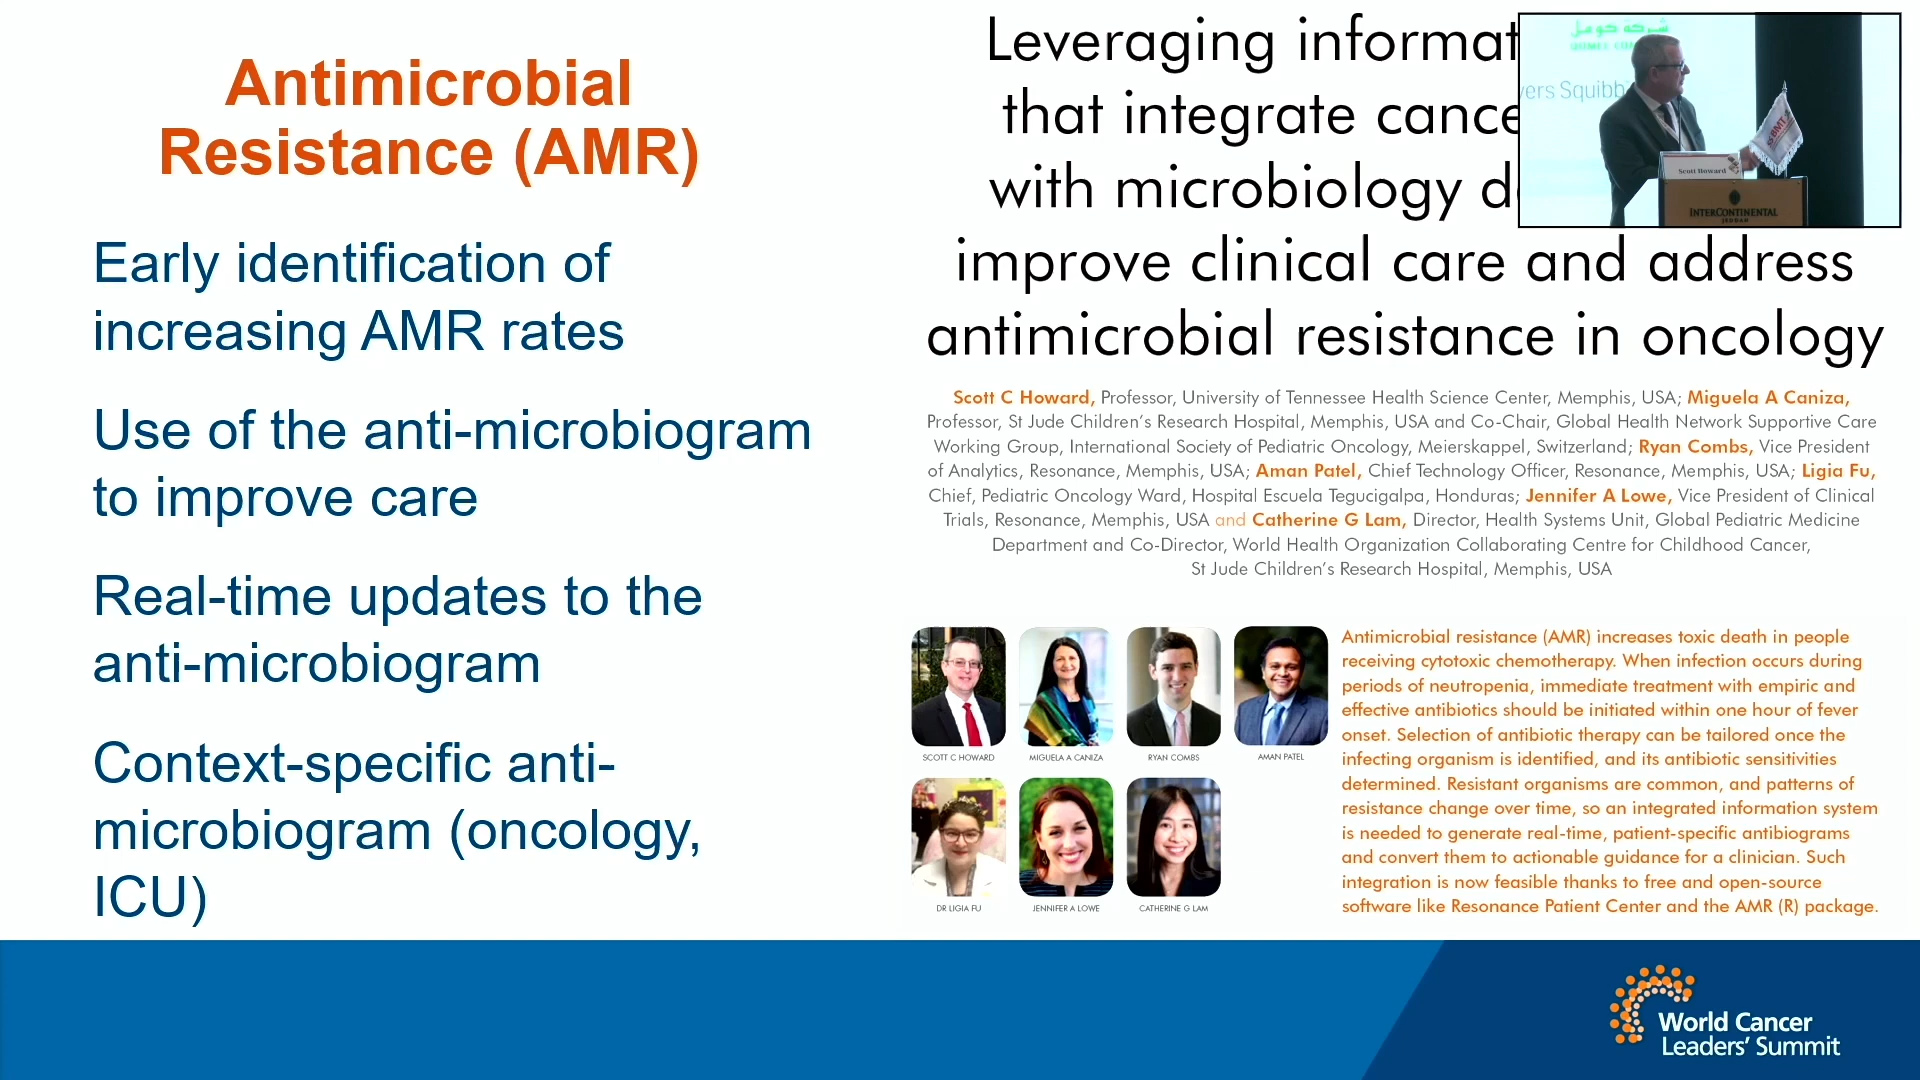 Antimicrobial
Resistance (AMR)
Early identification of
increasing AMR rates
Use of the anti-microbiogram
to improve care
Real-time updates to the
anti-microbiogram
Context-specific anti-
microbiogram (oncology,
ICU)
Leveraging informat
that integrate cance
with microbiology d
improve clinical care and address
antimicrobial resistance in oncology
Scott C Howard, Professor, University of Tennessee Health Science Center, Memphis, USA; Miguela A Caniza,
Professor, St Jude Children's Research Hospital, Memphis, USA and Co-Chair, Global Health Network Supportive Care
Working Group, International Society of Pediatric Oncology, Meierskappel, Switzerland; Ryan Combs, Vice President
of Analytics, Resonance, Memphis, USA; Aman Patel, Chief Technology Officer, Resonance, Memphis, USA; Ligia Fu,
Chief, Pediatric Oncology Ward, Hospital Escuela Tegucigalpa, Honduras; Jennifer A Lowe, Vice President of Clinical
Trials, Resonance, Memphis, USA and Catherine G Lam, Director, Health Systems Unit, Global Pediatric Medicine
Department and Co-Director, World Health Organization Collaborating Centre for Childhood Cancer,
St Jude Children's Research Hospital, Memphis, USA
SCOTT C HOWARD
MIGUELA A CANIZA
RYAN COMBS
AMAN PATEL
DR LIGIA FU
JENNIFER A LOWE
CATHERINE G LAM
Antimicrobial resistance (AMR) increases toxic death in people
receiving cytotoxic chemotherapy. When infection occurs during
periods of neutropenia, immediate treatment with empiric and
effective antibiotics should be initiated within one hour of fever
onset. Selection of antibiotic therapy can be tailored once the
infecting organism is identified, and its antibiotic sensitivities
determined. Resistant organisms are common, and patterns of
resistance change over time, so an integrated information system
is needed to generate real-time, patient-specific antibiograms
and convert them to actionable guidance for a clinician. Such
integration is now feasible thanks to free and open-source
software like Resonance Patient Center and the AMR (R) package.
vers Squibb
Scott Howard
INTERCONTINENTAL
JEDDAH
World Cancer
Leaders' Summit